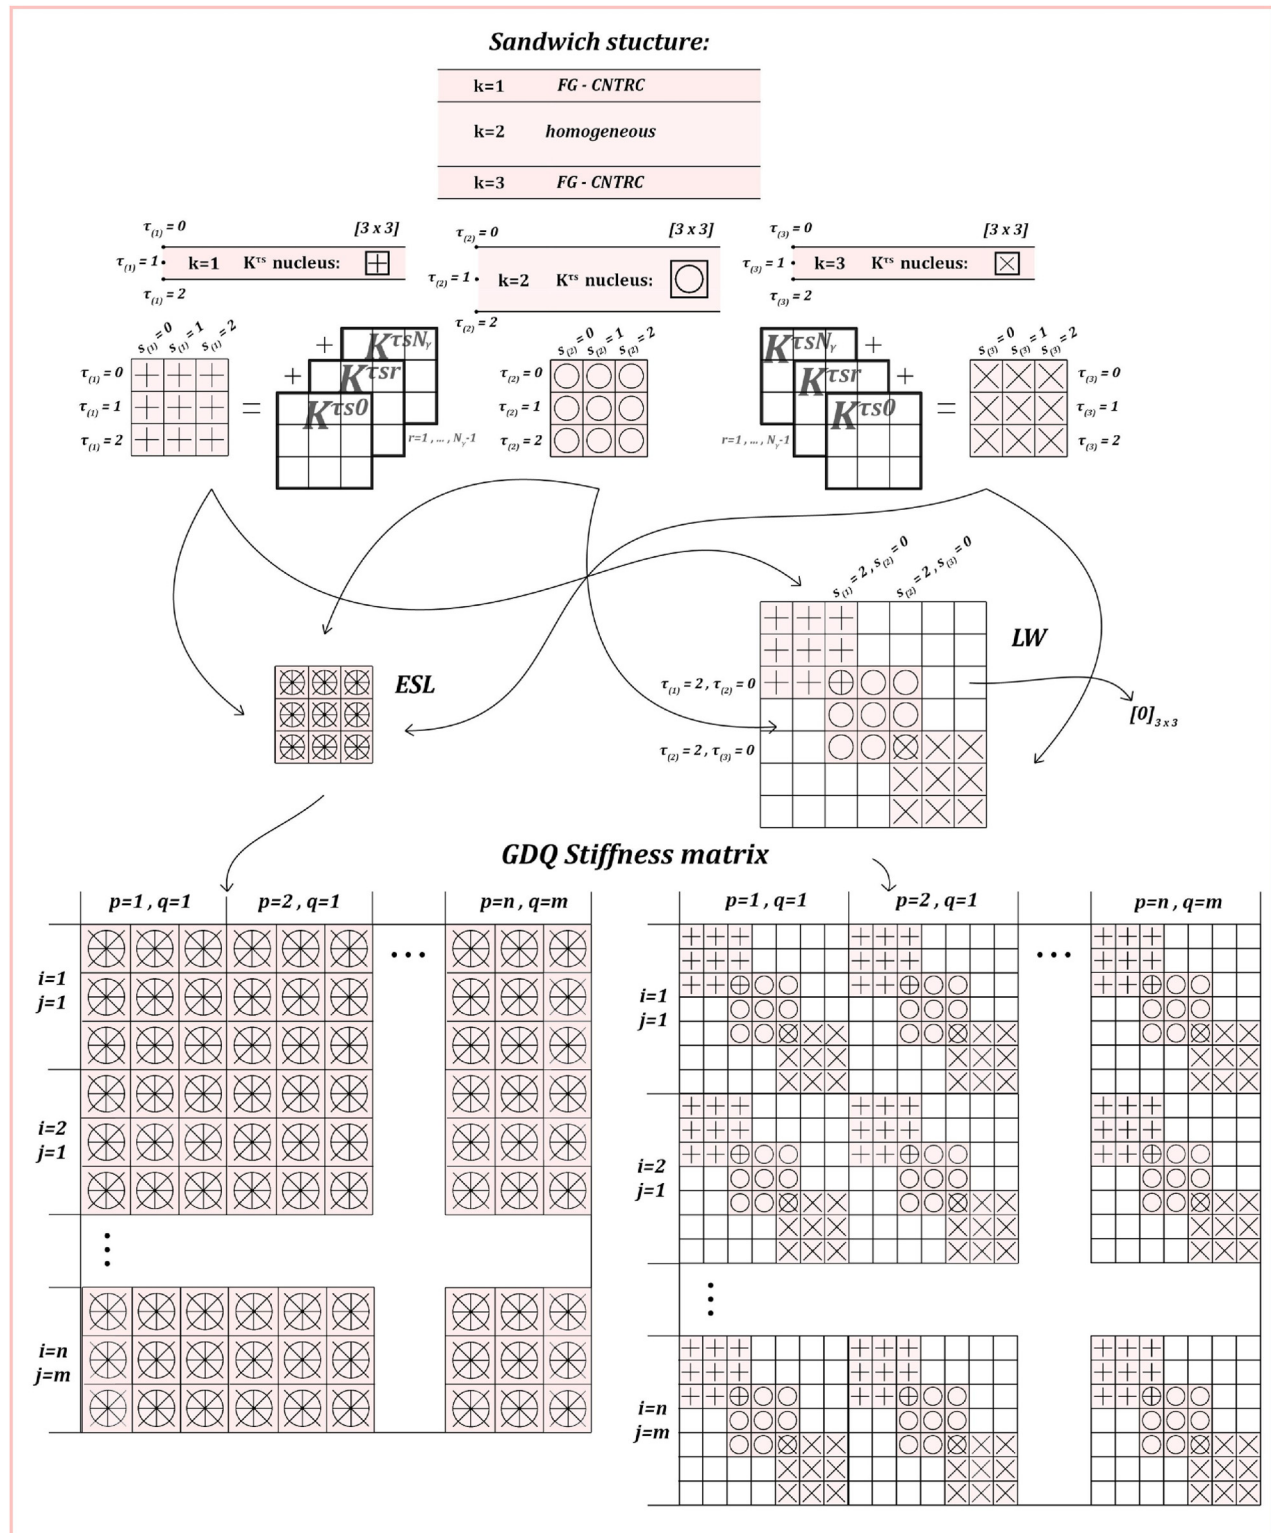 Sandwich stucture:
k=1 FG - CNTRC
k=2 homogeneous
k=3 FG - CNTRC
τ(1) = 0 [3 x 3]
τ(1) = 1 k=1 Kτs nucleus:
τ(1) = 2
τ(2) = 0 [3 x 3]
τ(2) = 1 k=2 Kτs nucleus:
τ(2) = 2
τ(3) = 0 [3 x 3]
τ(3) = 1 k=3 Kτs nucleus:
τ(3) = 2
s(1) = 0 s(1) = 1 s(1) = 2
τ(1) = 0
τ(1) = 1
τ(1) = 2
=
+ KτsNγ
+ Kτsr
Kτs0
r=1 , ... , Nγ-1
s(2) = 0 s(2) = 1 s(2) = 2
τ(2) = 0
τ(2) = 1
τ(2) = 2
KτsNγ +
Kτsr +
Kτs0
r=1 , ... , Nγ-1
=
s(3) = 0 s(3) = 1 s(3) = 2
τ(3) = 0
τ(3) = 1
τ(3) = 2
ESL
s(1) = 2 , s(2) = 0
s(2) = 2 , s(3) = 0
LW
τ(1) = 2 , τ(2) = 0
τ(2) = 2 , τ(3) = 0
[0]3 x 3
GDQ Stiffness matrix
p=1 , q=1 p=2 , q=1 p=n , q=m
...
i=1
j=1
i=2
j=1
⋮
i=n
j=m
p=1 , q=1 p=2 , q=1 p=n , q=m
...
i=1
j=1
i=2
j=1
⋮
i=n
j=m